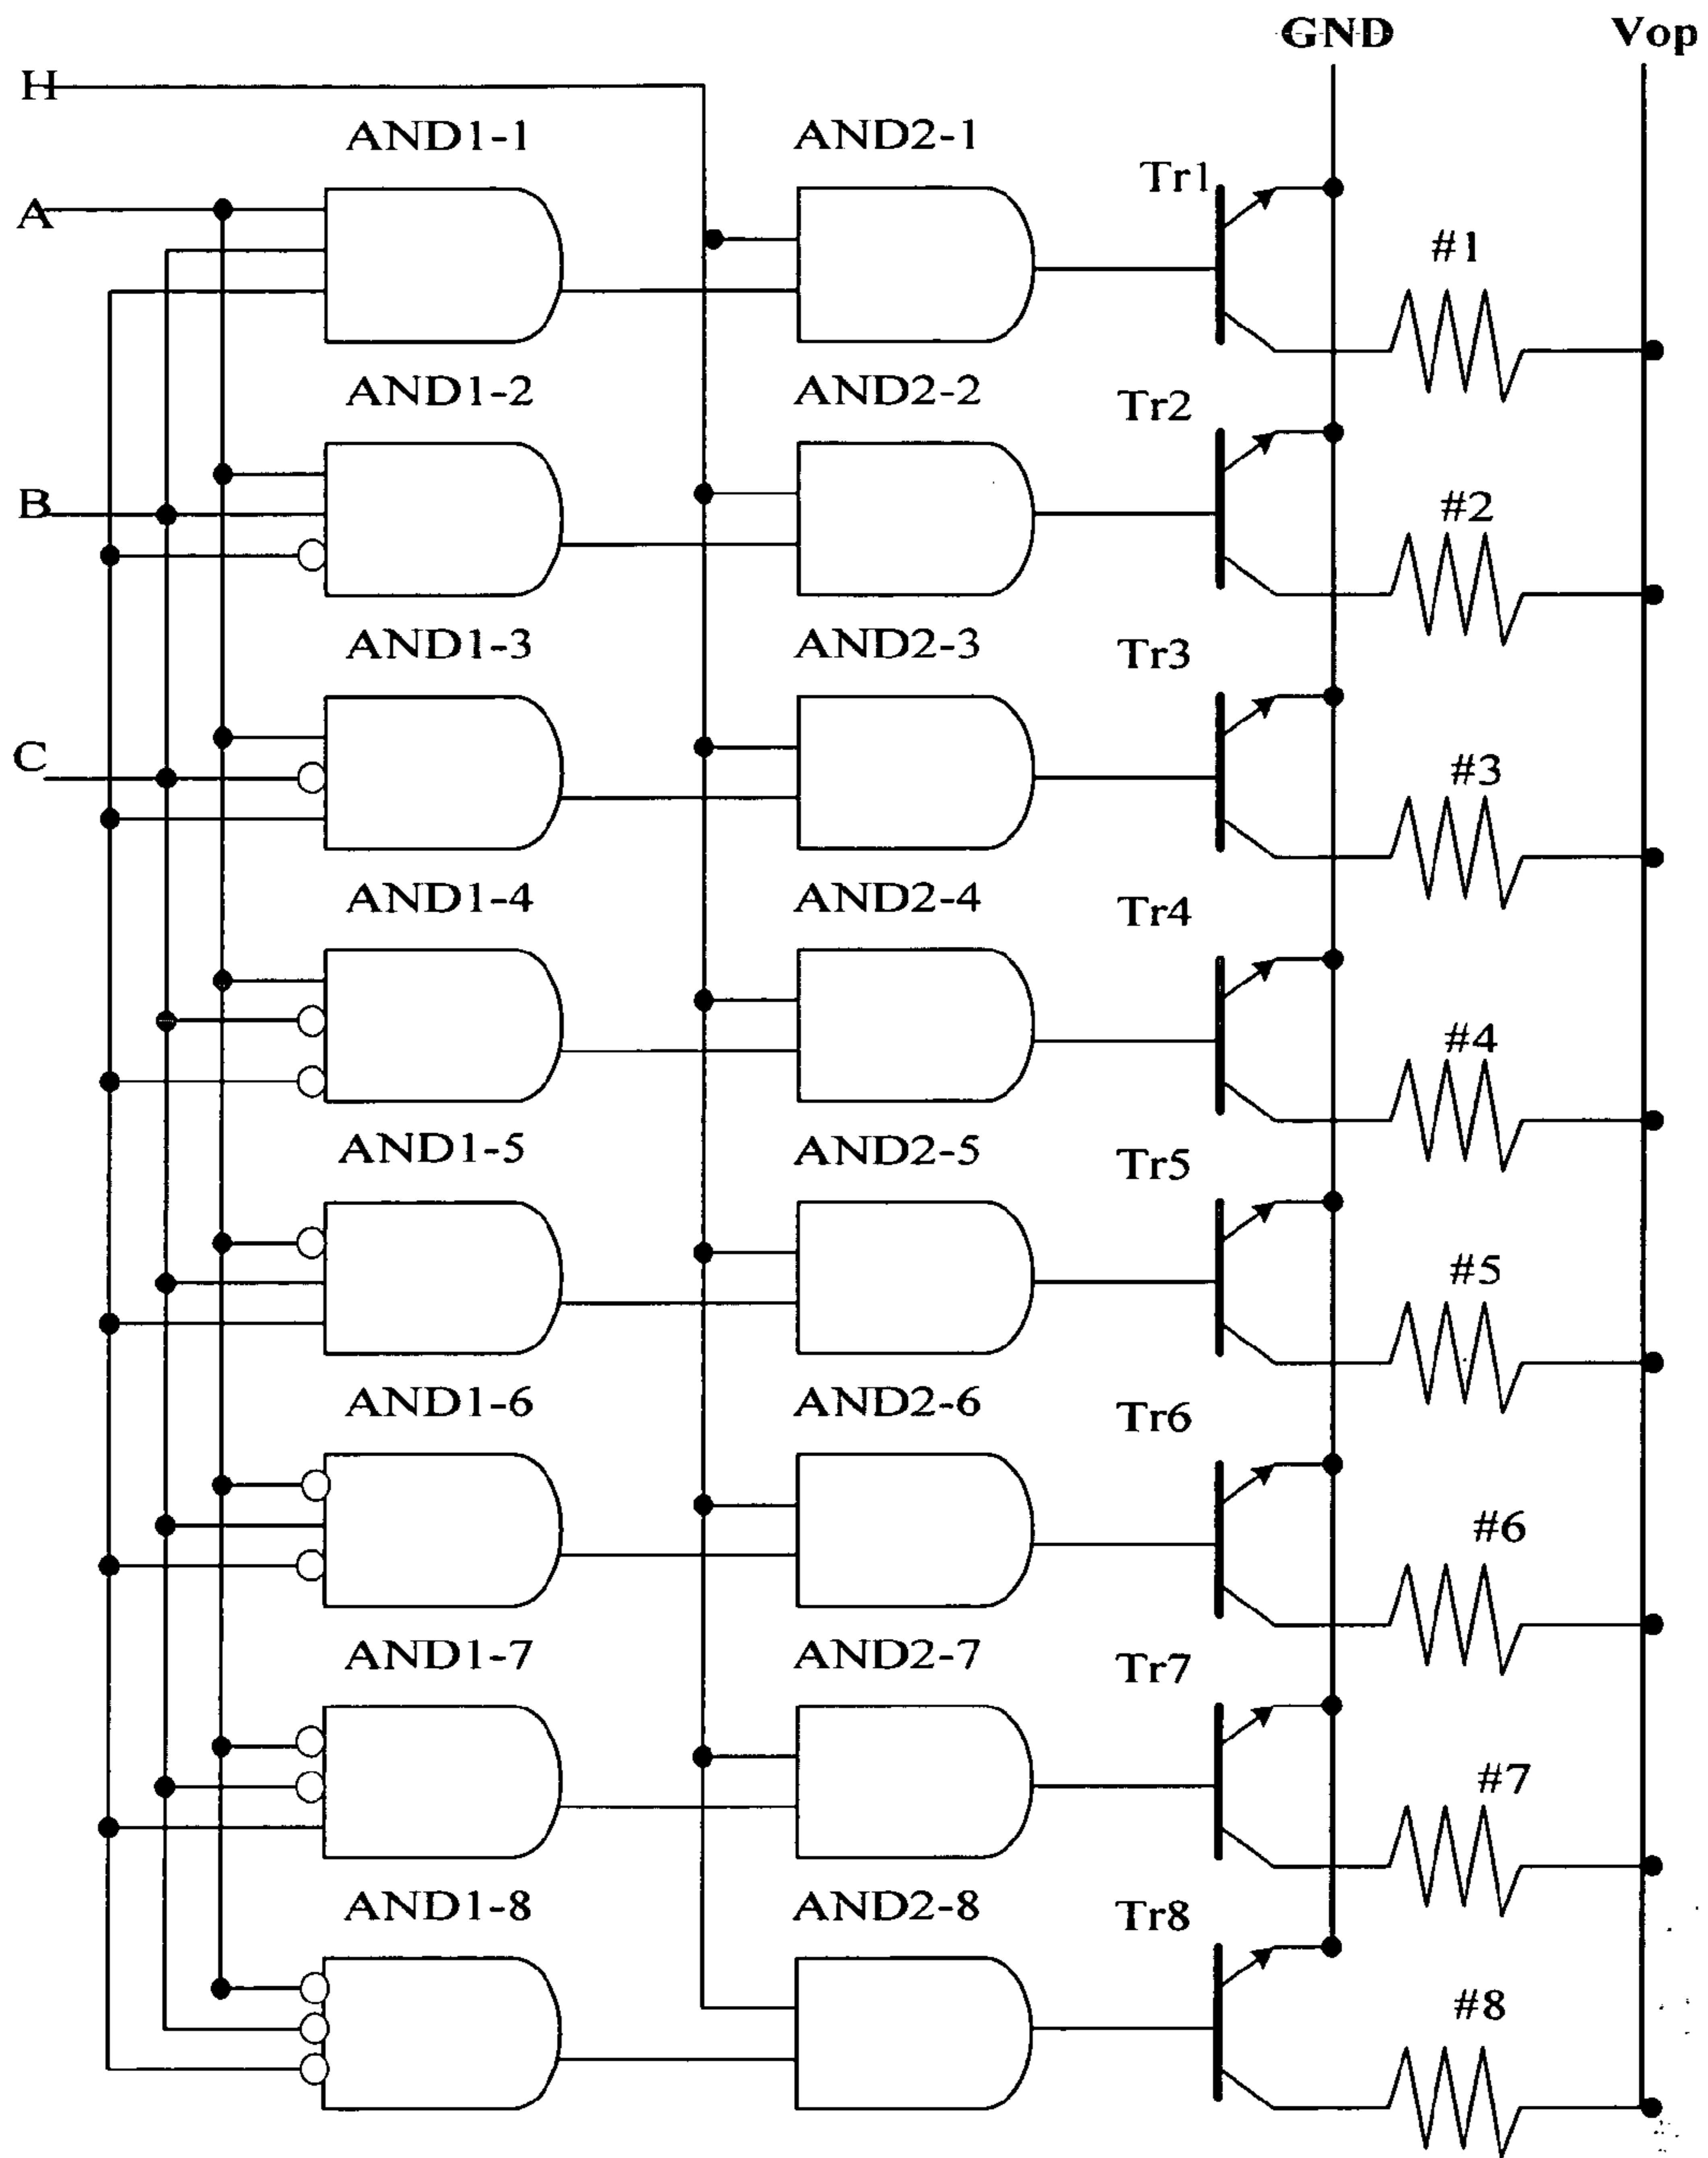 GND Vop
H
AND1-1 AND2-1
Tr1
A
#1
AND1-2 AND2-2
Tr2
B
#2
AND1-3 AND2-3
Tr3
C
#3
AND1-4 AND2-4
Tr4
#4
AND1-5 AND2-5
Tr5
#5
AND1-6 AND2-6
Tr6
#6
AND1-7 AND2-7
Tr7
#7
AND1-8 AND2-8
Tr8
#8